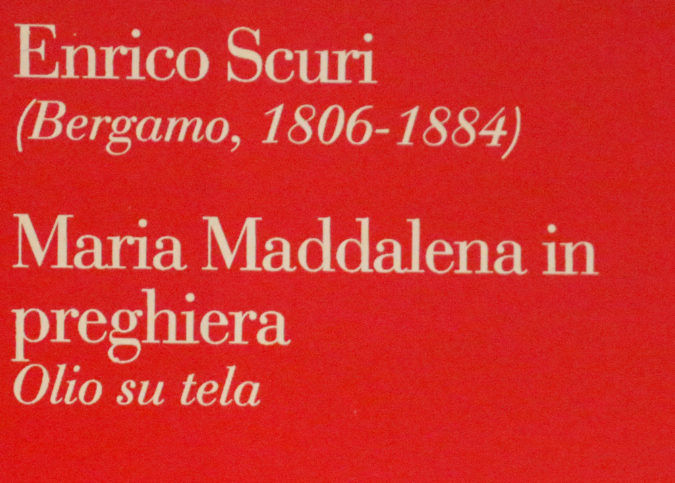 Enrico Scuri
(Bergamo, 1806-1884)
Maria Maddalena in
preghiera
Olio su tela